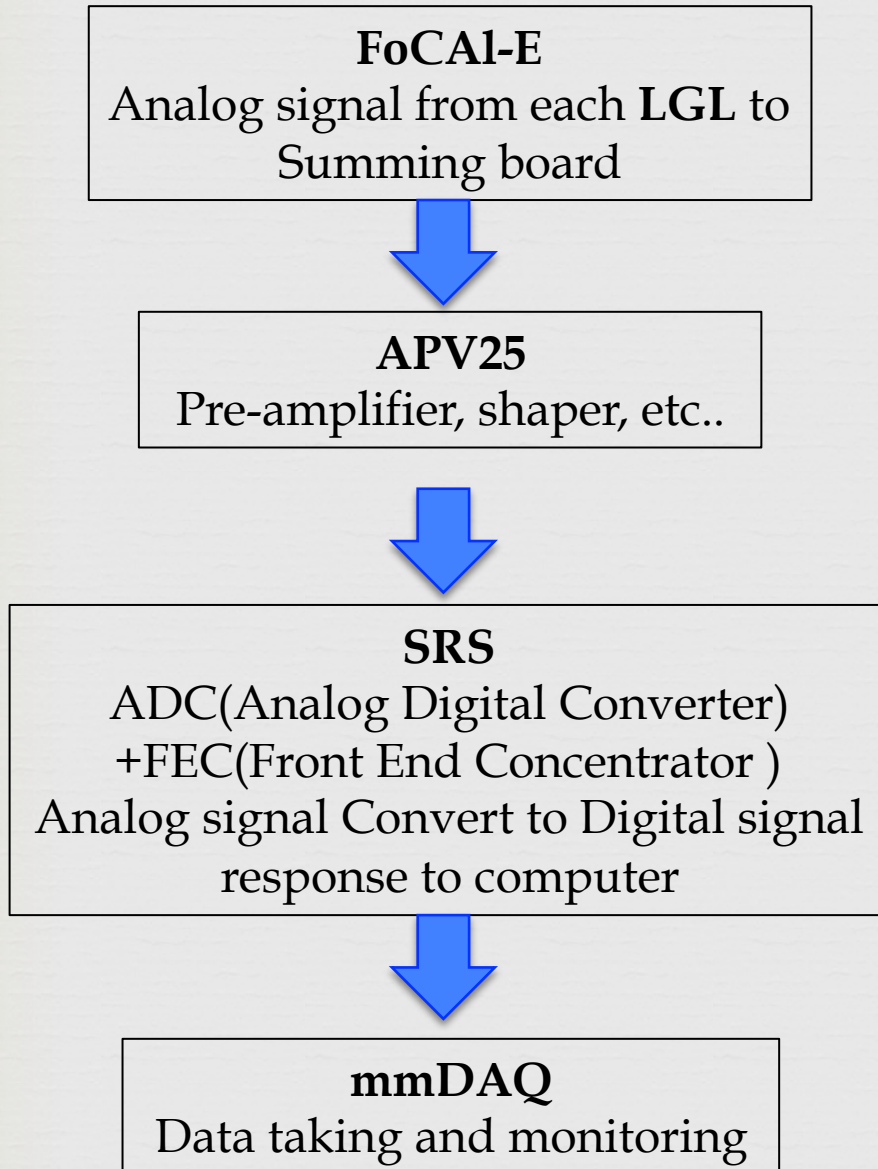 FoCAl-E
Analog signal from each LGL to
Summing board
APV25
Pre-amplifier, shaper, etc..
SRS
ADC(Analog Digital Converter)
+FEC(Front End Concentrator )
Analog signal Convert to Digital signal
response to computer
mmDAQ
Data taking and monitoring